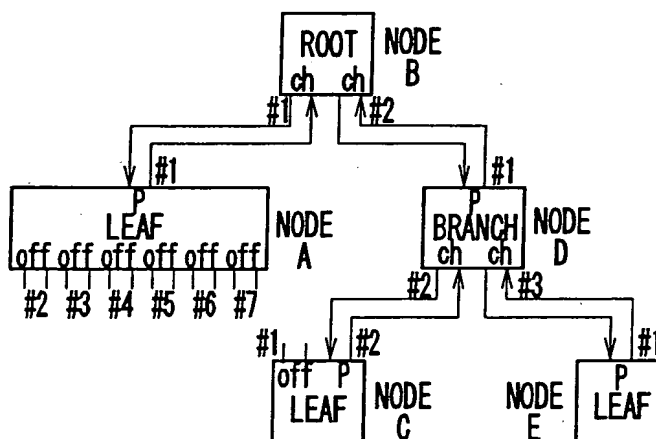 ROOT NODE
ch ch B
#1 #2
#1 #1
P P
LEAF NODE BRANCH NODE
off off off off off off A ch ch D
#2 #3 #4 #5 #6 #7 #2 #3
#1 #2 #1
off P NODE NODE P
LEAF C E LEAF